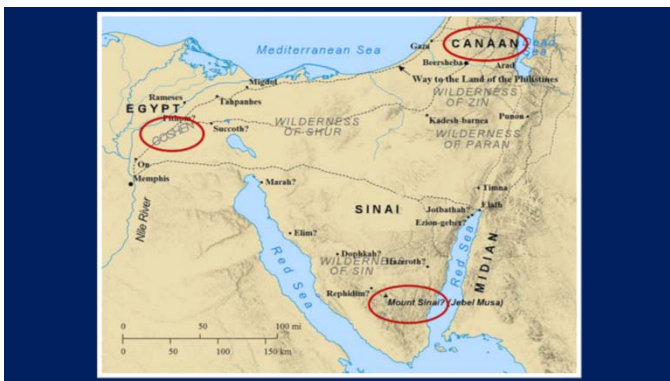 Mediterranean Sea
Gaza
CANAAN
Dead
Sea
Beersheba
Arad
Way to the Land of the Philistines
Migdol
WILDERNESS
OF ZIN
Rameses
Tahpanhes
EGYPT
Pithom?
GOSHEN
Succoth?
WILDERNESS
OF SHUR
Kadesh-barnea
Punon
WILDERNESS
OF PARAN
On
Memphis
Marah?
Timna
Nile River
SINAI
Jotbathah?
Elath
Ezion-geber?
Elim?
Red Sea
Dophkah?
WILDERNESS
OF SIN
Hazeroth?
Red Sea
MIDIAN
Rephidim?
Mount Sinai? (Jebel Musa)
0 50 100 mi
0 50 100 150 km